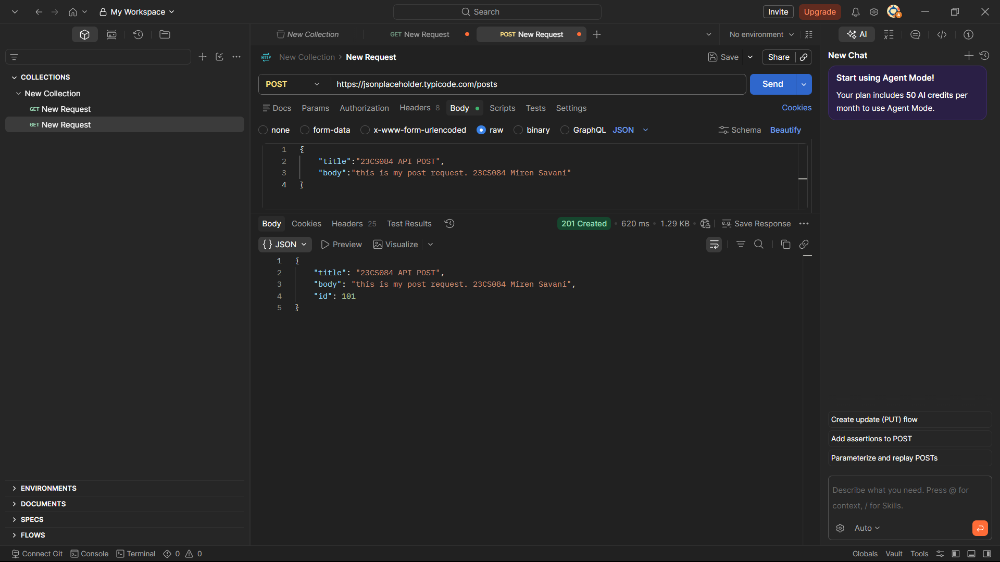 My Workspace
Search
Invite
Upgrade
New Collection
GET New Request
POST New Request
No environment
AI
New Collection > New Request
Save
Share
New Chat
COLLECTIONS
New Collection
GET New Request
GET New Request
POST
https://jsonplaceholder.typicode.com/posts
Send
Start using Agent Mode!
Your plan includes 50 AI credits per
month to use Agent Mode.
Docs Params Authorization Headers 8 Body Scripts Tests Settings Cookies
none form-data x-www-form-urlencoded raw binary GraphQL JSON Schema Beautify
1 {
2 "title":"23CS084 API POST",
3 "body":"this is my post request. 23CS084 Miren Savani"
4 }
Body Cookies Headers 25 Test Results 201 Created 620 ms 1.29 KB e.g. Save Response
{} JSON Preview Visualize
1 {
2 "title": "23CS084 API POST",
3 "body": "this is my post request. 23CS084 Miren Savani",
4 "id": 101
5 }
Create update (PUT) flow
Add assertions to POST
Parameterize and replay POSTs
Describe what you need. Press @ for
context, / for Skills.
Auto
ENVIRONMENTS
DOCUMENTS
SPECS
FLOWS
Connect Git Console Terminal 0 0
Globals Vault Tools